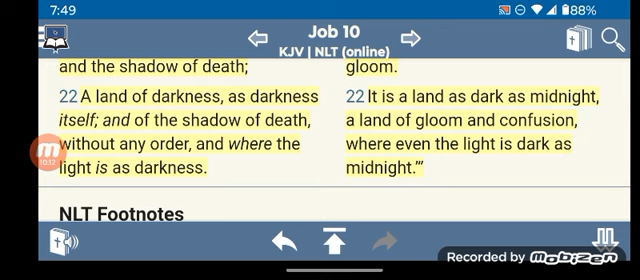 7:49
88%
Job 10
KJV | NLT (online)
and the shadow of death;
22 A land of darkness, as darkness
itself; and of the shadow of death,
without any order, and where the
light is as darkness.
gloom.
22 It is a land as dark as midnight,
a land of gloom and confusion,
where even the light is dark as
midnight.’”
10:12
NLT Footnotes
Recorded by Mobizen